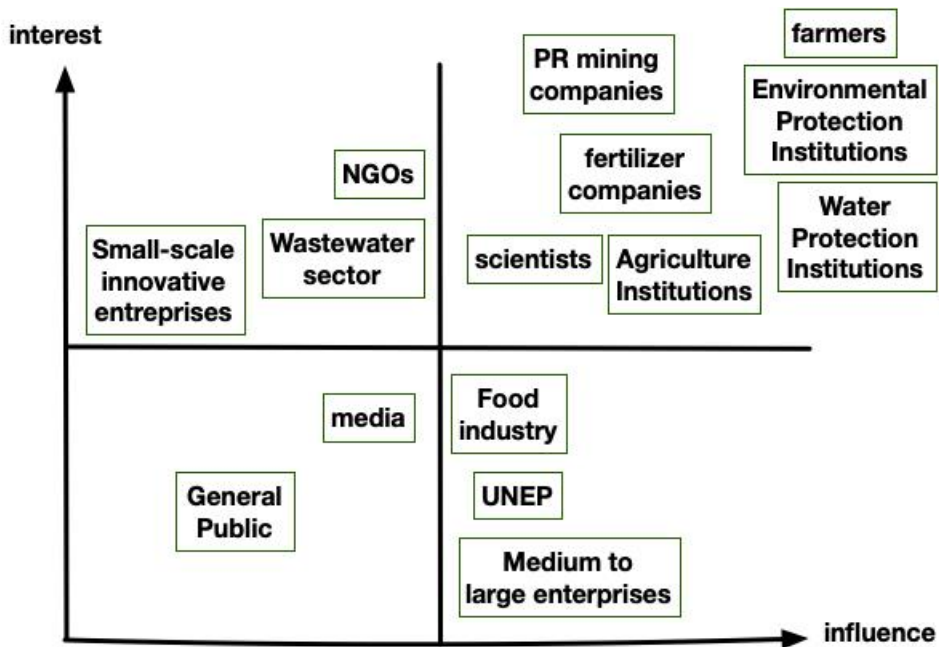 interest
farmers
PR mining
companies
Environmental
Protection
Institutions
NGOs
fertilizer
companies
Water
Protection
Institutions
Small-scale
innovative
entreprises
Wastewater
sector
scientists
Agriculture
Institutions
media
Food
industry
General
Public
UNEP
Medium to
large enterprises
influence